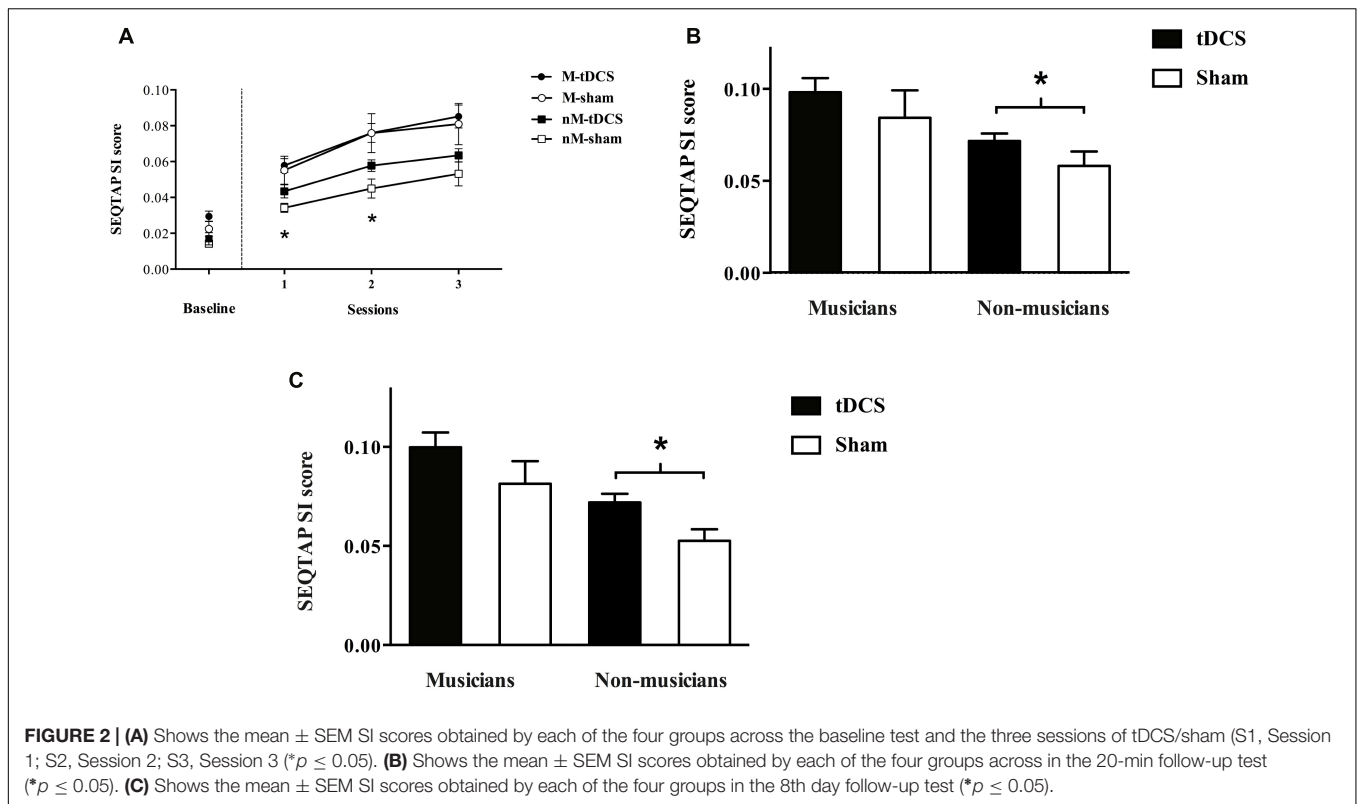 A
M-tDCS
M-sham
nM-tDCS
nM-sham
SEQTAP SI score
0.10
0.08
0.06
0.04
0.02
0.00
* *
1 2 3
Baseline Sessions
B
tDCS
Sham
*
SEQTAP SI score
0.10
0.05
0.00
Musicians Non-musicians
C
tDCS
Sham
*
SEQTAP SI score
0.10
0.05
0.00
Musicians Non-musicians
FIGURE 2 | (A) Shows the mean ± SEM SI scores obtained by each of the four groups across the baseline test and the three sessions of tDCS/sham (S1, Session
1; S2, Session 2; S3, Session 3 (*p ≤ 0.05). (B) Shows the mean ± SEM SI scores obtained by each of the four groups across in the 20-min follow-up test
(*p ≤ 0.05). (C) Shows the mean ± SEM SI scores obtained by each of the four groups in the 8th day follow-up test (*p ≤ 0.05).